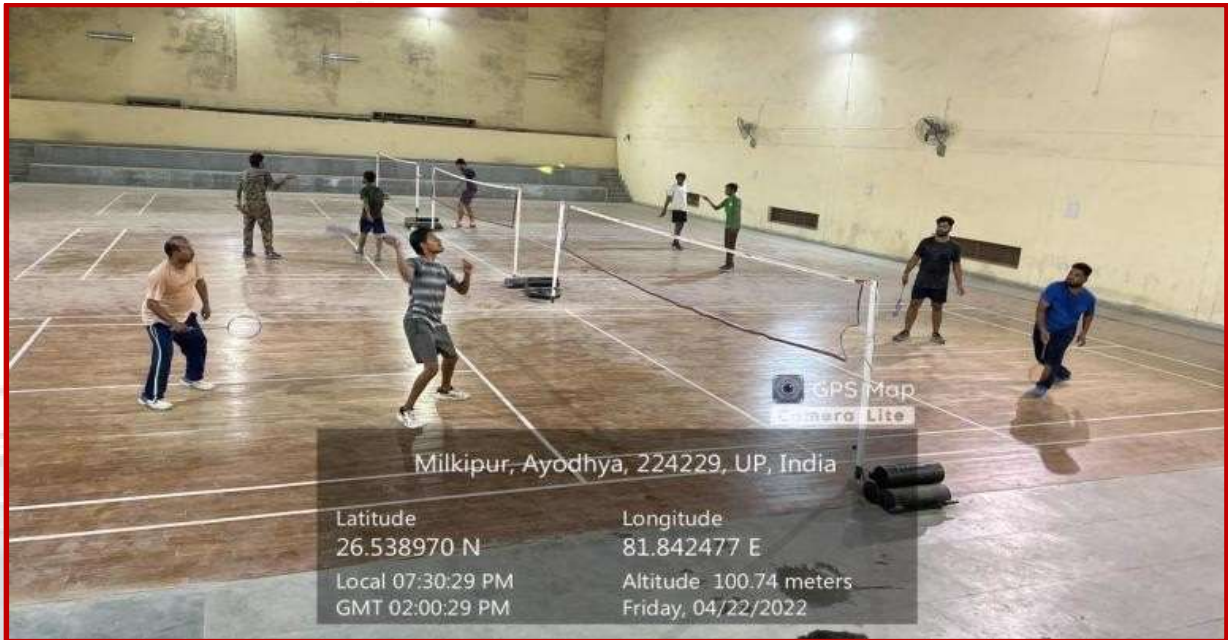 GPS Map
Camera Lite
Milkipur, Ayodhya, 224229, UP, India
Latitude
26.538970 N
Longitude
81.842477 E
Local 07:30:29 PM
GMT 02:00:29 PM
Altitude 100.74 meters
Friday, 04/22/2022